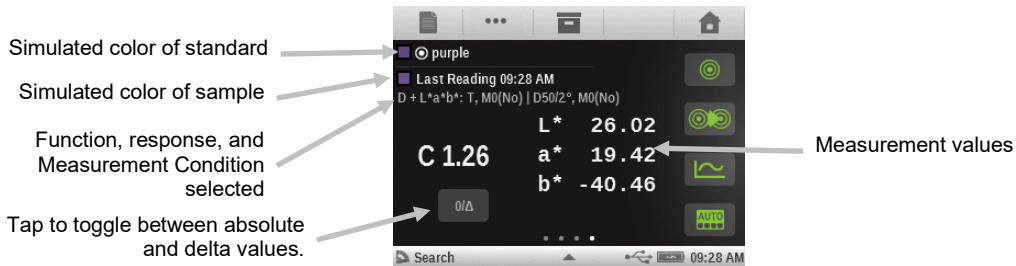 Simulated color of standard
Simulated color of sample
Function, response, and
Measurement Condition
selected
Tap to toggle between absolute
and delta values.
purple
Last Reading 09:28 AM
D + L*a*b*: T, M0(No) | D50/2°, M0(No)
C 1.26
L* 26.02
a* 19.42
b* -40.46
0/Δ
AUTO
Search
09:28 AM
Measurement values